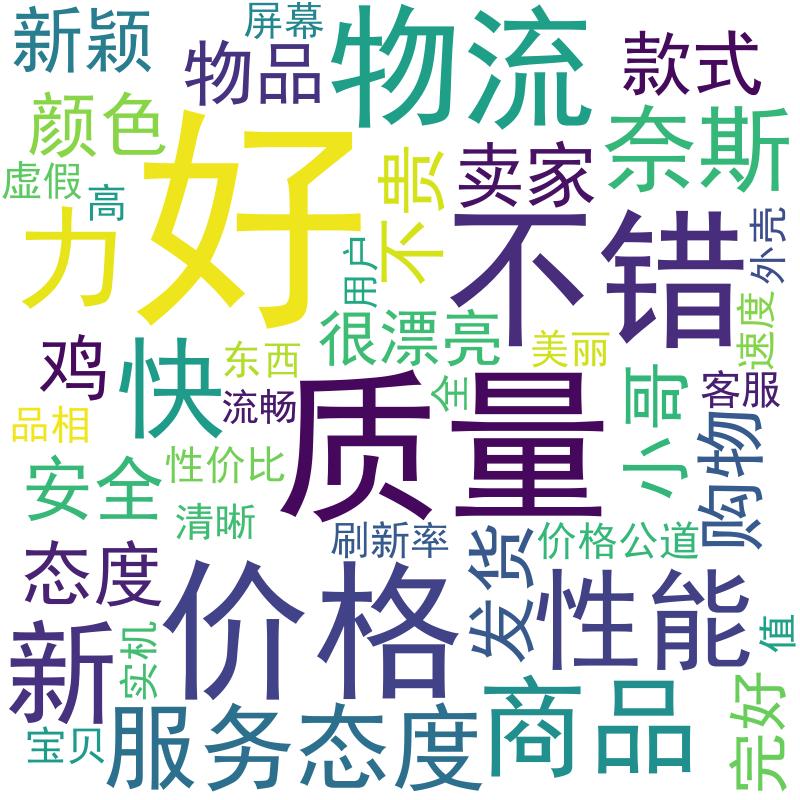 屏幕
新颖
物品
物流
款式
颜色
好
不贵
卖家
奈斯
虚假
高
力
不错
外壳
用户
很漂亮
速度
鸡
快
东西
美丽
流畅
全
质量
小哥
客服
品相
安全
性价比
购物
清晰
刷新率
价格公道
态度
价格
发货
性能
新
实机
值
宝贝
服务态度
商品
完好